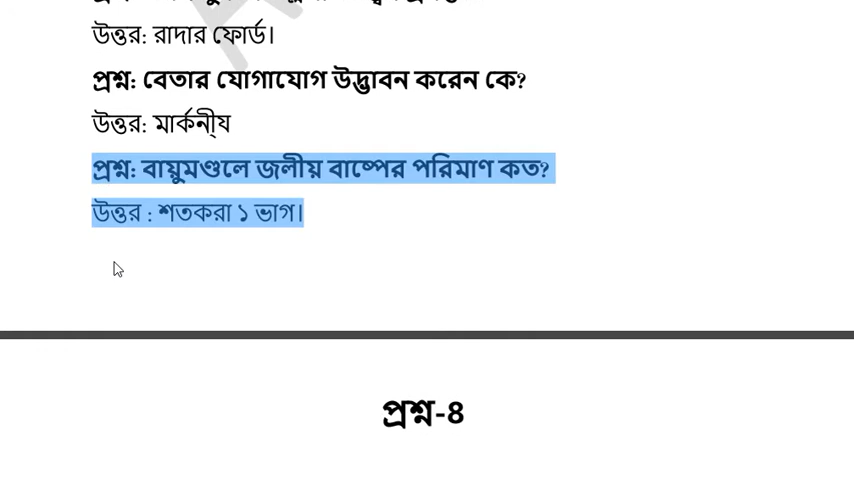 উত্তর: রাদার ফোর্ড।
প্রশ্ন: বেতার যোগাযোগ উদ্ভাবন করেন কে?
উত্তর: মার্কনী্য
প্রশ্ন: বায়ুমণ্ডলে জলীয় বাষ্পের পরিমাণ কত?
উত্তর : শতকরা ১ ভাগ।
প্রশ্ন-8